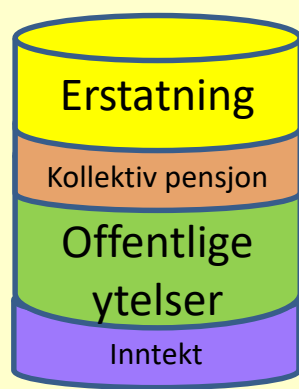 Erstatning
Kollektiv pensjon
Offentlige
ytelser
Inntekt